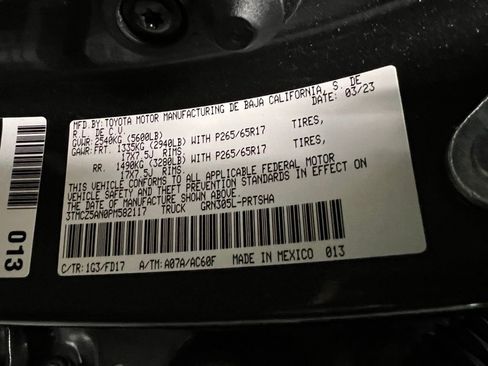 MFD.BY:TOYOTA MOTOR MANUFACTURING DE BAJA CALIFORNIA, S. DE
R.L. DE C.V. DATE: 03/23
GVWR:2540KG (5600LB)
GAWR:FRT. 1335KG (2940LB) WITH P265/65R17 TIRES,
17X7.5J RIMS
RR. 1490KG (3280LB) WITH P265/65R17 TIRES,
17X7.5J RIMS
THIS VEHICLE CONFORMS TO ALL APPLICABLE FEDERAL MOTOR
VEHICLE SAFETY AND THEFT PREVENTION STANDARDS IN EFFECT ON
THE DATE OF MANUFACTURE SHOWN ABOVE.
3TMCZ5AN0PM582117 TRUCK GRN305L-PRTSHA
C/TR:1G3/FD17 A/TM:A07A/AC60F MADE IN MEXICO 013
013